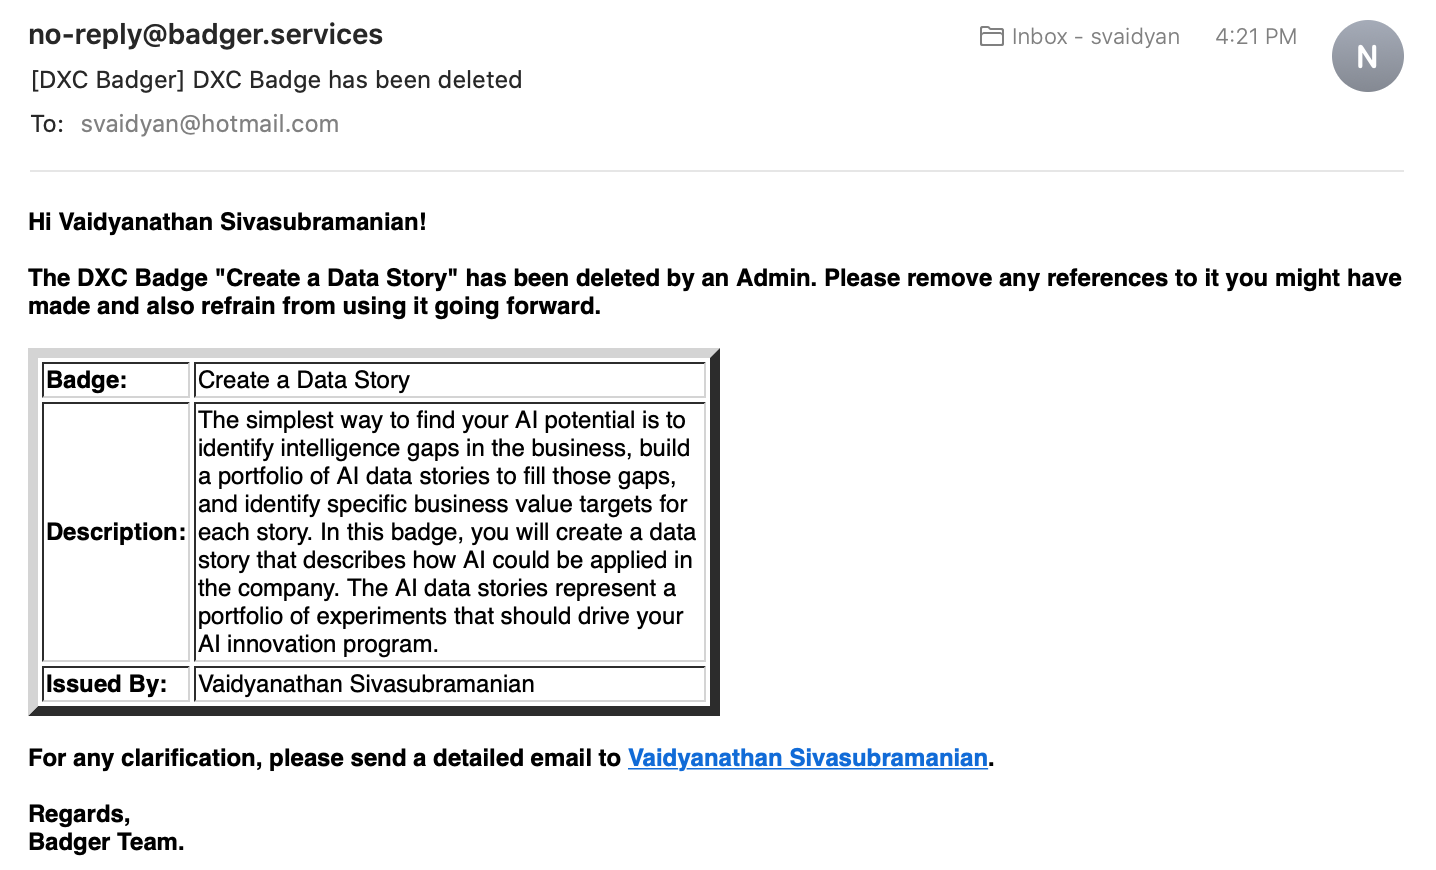 no-reply@badger.services
Inbox - svaidyan 4:21 PM
N
[DXC Badger] DXC Badge has been deleted
To: svaidyan@hotmail.com
Hi Vaidyanathan Sivasubramanian!
The DXC Badge "Create a Data Story" has been deleted by an Admin. Please remove any references to it you might have
made and also refrain from using it going forward.
Badge: Create a Data Story
Description: The simplest way to find your AI potential is to
identify intelligence gaps in the business, build
a portfolio of AI data stories to fill those gaps,
and identify specific business value targets for
each story. In this badge, you will create a data
story that describes how AI could be applied in
the company. The AI data stories represent a
portfolio of experiments that should drive your
AI innovation program.
Issued By: Vaidyanathan Sivasubramanian
For any clarification, please send a detailed email to Vaidyanathan Sivasubramanian.
Regards,
Badger Team.